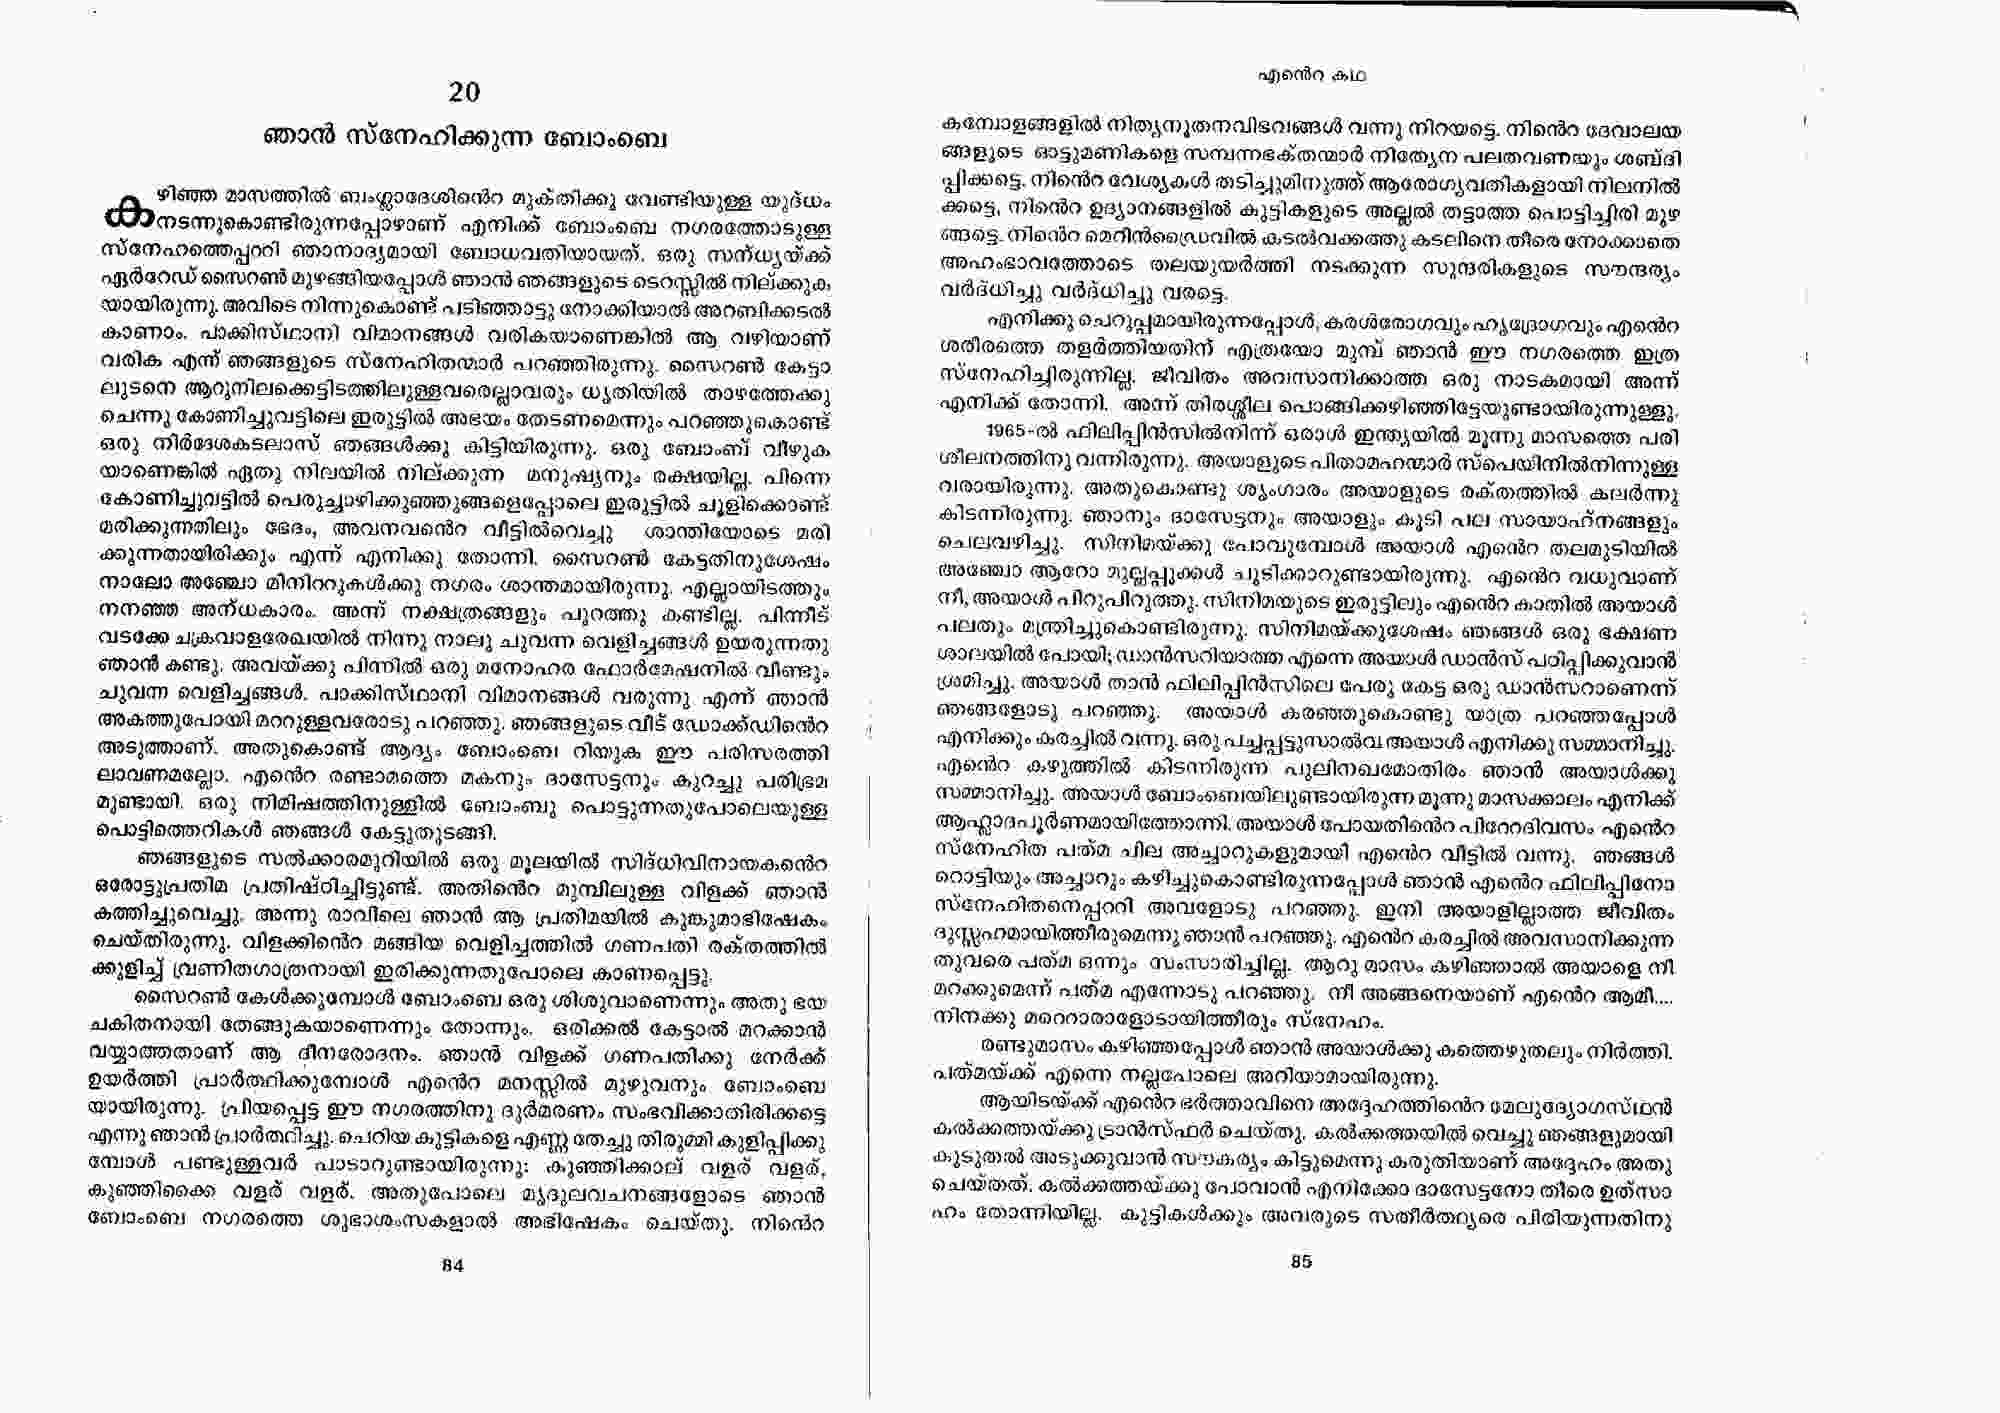 20
ഞാൻ സ്നേഹിക്കുന്ന ബോംബെ
കഴിഞ്ഞ മാസത്തിൽ ബംഗ്ലാദേശിന്റെ മുക്തിക്കു വേണ്ടിയുള്ള യുദ്ധം
നടന്നുകൊണ്ടിരുന്നപ്പോഴാണ് എനിക്ക് ബോംബെ നഗരത്തോടുള്ള
സ്നേഹത്തെപ്പററി ഞാനാദ്യമായി ബോധവതിയായത്. ഒരു സന്ധ്യയ്ക്ക്
ഏർറേഡ് സൈറൺ മുഴങ്ങിയപ്പോൾ ഞാൻ ഞങ്ങളുടെ ടെറസ്സിൽ നില്ക്കുക
യായിരുന്നു. അവിടെ നിന്നുകൊണ്ട് പടിഞ്ഞാട്ടു നോക്കിയാൽ അറബിക്കടൽ
കാണാം. പാക്കിസ്ഥാനി വിമാനങ്ങൾ വരികയാണെങ്കിൽ ആ വഴിയാണ്
വരിക എന്ന് ഞങ്ങളുടെ സ്നേഹിതന്മാർ പറഞ്ഞിരുന്നു. സൈറൺ കേട്ടാ
ലുടനെ ആറുനിലക്കെട്ടിടത്തിലുള്ളവരെല്ലാവരും ധൃതിയിൽ താഴത്തേക്കു
ചെന്നു കോണിച്ചുവട്ടിലെ ഇരുട്ടിൽ അഭയം തേടണമെന്നും പറഞ്ഞുകൊണ്ട്
ഒരു നിർദേശകടലാസ് ഞങ്ങൾക്കു കിട്ടിയിരുന്നു. ഒരു ബോംബ് വീഴുക
യാണെങ്കിൽ ഏതു നിലയിൽ നില്ക്കുന്ന മനുഷ്യനും രക്ഷയില്ല. പിന്നെ
കോണിച്ചുവട്ടിൽ പെരുച്ചാഴിക്കുഞ്ഞുങ്ങളെപ്പോലെ ഇരുട്ടിൽ ചൂളിക്കൊണ്ട്
മരിക്കുന്നതിലും ഭേദം, അവനവന്റെ വീട്ടിൽവെച്ചു ശാന്തിയോടെ മരി
ക്കുന്നതായിരിക്കും എന്ന് എനിക്കു തോന്നി. സൈറൺ കേട്ടതിനുശേഷം
നാലോ അഞ്ചോ മിനിററുകൾക്കു നഗരം ശാന്തമായിരുന്നു. എല്ലായിടത്തും
നനഞ്ഞ അന്ധകാരം. അന്ന് നക്ഷത്രങ്ങളും പുറത്തു കണ്ടില്ല. പിന്നീട്
വടക്കേ ചക്രവാളരേഖയിൽ നിന്നു നാലു ചുവന്ന വെളിച്ചങ്ങൾ ഉയരുന്നതു
ഞാൻ കണ്ടു. അവയ്ക്കു പിന്നിൽ ഒരു മനോഹര ഫോർമേഷനിൽ വീണ്ടും
ചുവന്ന വെളിച്ചങ്ങൾ. പാക്കിസ്ഥാനി വിമാനങ്ങൾ വരുന്നു എന്ന് ഞാൻ
അകത്തുപോയി മററുള്ളവരോടു പറഞ്ഞു. ഞങ്ങളുടെ വീട് ഡോക്ക്ഡിന്റെ
അടുത്താണ്. അതുകൊണ്ട് ആദ്യം ബോംബെ റിയുക ഈ പരിസരത്തി
ലാവണമല്ലോ. എന്റെ രണ്ടാമത്തെ മകനും ദാസേട്ടനും കുറച്ചു പരിഭ്രമ
മുണ്ടായി. ഒരു നിമിഷത്തിനുള്ളിൽ ബോംബു പൊട്ടുന്നതുപോലെയുള്ള
പൊട്ടിത്തെറികൾ ഞങ്ങൾ കേട്ടുതുടങ്ങി.
ഞങ്ങളുടെ സൽക്കാരമുറിയിൽ ഒരു മൂലയിൽ സിദ്ധിവിനായകന്റെ
ഒരോട്ടുപ്രതിമ പ്രതിഷ്ഠിച്ചിട്ടുണ്ട്. അതിന്റെ മുമ്പിലുള്ള വിളക്ക് ഞാൻ
കത്തിച്ചുവെച്ചു. അന്നു രാവിലെ ഞാൻ ആ പ്രതിമയിൽ കുങ്കുമാഭിഷേകം
ചെയ്തിരുന്നു. വിളക്കിന്റെ മങ്ങിയ വെളിച്ചത്തിൽ ഗണപതി രക്തത്തിൽ
ക്കുളിച്ച് വ്രണിതഗാത്രനായി ഇരിക്കുന്നതുപോലെ കാണപ്പെട്ടു.
സൈറൺ കേൾക്കുമ്പോൾ ബോംബെ ഒരു ശിശുവാണെന്നും അതു ഭയ
ചകിതനായി തേങ്ങുകയാണെന്നും തോന്നും. ഒരിക്കൽ കേട്ടാൽ മറക്കാൻ
വയ്യാത്തതാണ് ആ ദീനരോദനം. ഞാൻ വിളക്ക് ഗണപതിക്കു നേർക്ക്
ഉയർത്തി പ്രാർത്ഥിക്കുമ്പോൾ എന്റെ മനസ്സിൽ മുഴുവനും ബോംബെ
യായിരുന്നു. പ്രിയപ്പെട്ട ഈ നഗരത്തിനു ദുർമരണം സംഭവിക്കാതിരിക്കട്ടെ
എന്നു ഞാൻ പ്രാർത്ഥിച്ചു. ചെറിയ കുട്ടികളെ എണ്ണ തേച്ചു തിരുമ്മി കുളിപ്പിക്കു
മ്പോൾ പണ്ടുള്ളവർ പാടാറുണ്ടായിരുന്നു: കുഞ്ഞിക്കാല് വളര് വളര്,
കുഞ്ഞിക്കൈ വളര് വളര്. അതുപോലെ മൃദുലവചനങ്ങളോടെ ഞാൻ
ബോംബെ നഗരത്തെ ശുഭാശംസകളാൽ അഭിഷേകം ചെയ്തു. നിന്റെ
84
എന്റെ കഥ
കമ്പോളങ്ങളിൽ നിത്യനൂതനവിഭവങ്ങൾ വന്നു നിറയട്ടെ. നിന്റെ ദേവാലയ
ങ്ങളുടെ ഓട്ടുമണികളെ സമ്പന്നഭക്തന്മാർ നിത്യേന പലതവണയും ശബ്ദി
പ്പിക്കട്ടെ. നിന്റെ വേശ്യകൾ തടിച്ചുമിനുത്ത് ആരോഗ്യവതികളായി നിലനിൽ
ക്കട്ടെ, നിന്റെ ഉദ്യാനങ്ങളിൽ കുട്ടികളുടെ അല്ലൽ തട്ടാത്ത പൊട്ടിച്ചിരി മുഴ
ങ്ങട്ടെ. നിന്റെ മെറീൻഡ്രൈവിൽ കടൽവക്കത്തു കടലിനെ തീരെ നോക്കാതെ
അഹംഭാവത്തോടെ തലയുയർത്തി നടക്കുന്ന സുന്ദരികളുടെ സൗന്ദര്യം
വർദ്ധിച്ചു വർദ്ധിച്ചു വരട്ടെ.
എനിക്കു ചെറുപ്പമായിരുന്നപ്പോൾ, കരൾരോഗവും ഹൃദ്രോഗവും എന്റെ
ശരീരത്തെ തളർത്തിയതിന് എത്രയോ മുമ്പ് ഞാൻ ഈ നഗരത്തെ ഇത്ര
സ്നേഹിച്ചിരുന്നില്ല. ജീവിതം അവസാനിക്കാത്ത ഒരു നാടകമായി അന്ന്
എനിക്ക് തോന്നി. അന്ന് തിരശ്ശീല പൊങ്ങിക്കഴിഞ്ഞിട്ടേയുണ്ടായിരുന്നുള്ളു.
1965-ൽ ഫിലിപ്പിൻസിൽനിന്ന് ഒരാൾ ഇന്ത്യയിൽ മൂന്നു മാസത്തെ പരി
ശീലനത്തിനു വന്നിരുന്നു. അയാളുടെ പിതാമഹന്മാർ സ്പെയിനിൽനിന്നുള്ള
വരായിരുന്നു. അതുകൊണ്ടു ശൃംഗാരം അയാളുടെ രക്തത്തിൽ കലർന്നു
കിടന്നിരുന്നു. ഞാനും ദാസേട്ടനും അയാളും കൂടി പല സായാഹ്നങ്ങളും
ചെലവഴിച്ചു. സിനിമയ്ക്കു പോവുമ്പോൾ അയാൾ എന്റെ തലമുടിയിൽ
അഞ്ചോ ആറോ മുല്ലപ്പൂക്കൾ ചൂടിക്കാറുണ്ടായിരുന്നു. എന്റെ വധുവാണ്
നീ, അയാൾ പിറുപിറുത്തു. സിനിമയുടെ ഇരുട്ടിലും എന്റെ കാതിൽ അയാൾ
പലതും മന്ത്രിച്ചുകൊണ്ടിരുന്നു. സിനിമയ്ക്കുശേഷം ഞങ്ങൾ ഒരു ഭക്ഷണ
ശാലയിൽ പോയി; ഡാൻസറിയാത്ത എന്നെ അയാൾ ഡാൻസ് പഠിപ്പിക്കുവാൻ
ശ്രമിച്ചു. അയാൾ താൻ ഫിലിപ്പിൻസിലെ പേരു കേട്ട ഒരു ഡാൻസറാണെന്ന്
ഞങ്ങളോടു പറഞ്ഞു. അയാൾ കരഞ്ഞുകൊണ്ടു യാത്ര പറഞ്ഞപ്പോൾ
എനിക്കും കരച്ചിൽ വന്നു. ഒരു പച്ചപ്പട്ടുസാൽവ അയാൾ എനിക്കു സമ്മാനിച്ചു.
എന്റെ കഴുത്തിൽ കിടന്നിരുന്ന പുലിനഖമോതിരം ഞാൻ അയാൾക്കു
സമ്മാനിച്ചു. അയാൾ ബോംബെയിലുണ്ടായിരുന്ന മൂന്നു മാസക്കാലം എനിക്ക്
ആഹ്ലാദപൂർണമായിത്തോന്നി. അയാൾ പോയതിന്റെ പിറേറദിവസം എന്റെ
സ്നേഹിത പത്മ ചില അച്ചാറുകളുമായി എന്റെ വീട്ടിൽ വന്നു. ഞങ്ങൾ
റൊട്ടിയും അച്ചാറും കഴിച്ചുകൊണ്ടിരുന്നപ്പോൾ ഞാൻ എന്റെ ഫിലിപ്പിനോ
സ്നേഹിതനെപ്പററി അവളോടു പറഞ്ഞു. ഇനി അയാളില്ലാത്ത ജീവിതം
ദുസ്സഹമായിത്തീരുമെന്നു ഞാൻ പറഞ്ഞു. എന്റെ കരച്ചിൽ അവസാനിക്കുന്ന
തുവരെ പത്മ ഒന്നും സംസാരിച്ചില്ല. ആറു മാസം കഴിഞ്ഞാൽ അയാളെ നീ
മറക്കുമെന്ന് പത്മ എന്നോടു പറഞ്ഞു. നീ അങ്ങനെയാണ് എന്റെ ആമീ....
നിനക്കു മറെറാരാളോടായിത്തീരും സ്നേഹം.
രണ്ടുമാസം കഴിഞ്ഞപ്പോൾ ഞാൻ അയാൾക്കു കത്തെഴുതലും നിർത്തി.
പത്മയ്ക്ക് എന്നെ നല്ലപോലെ അറിയാമായിരുന്നു.
ആയിടയ്ക്ക് എന്റെ ഭർത്താവിനെ അദ്ദേഹത്തിന്റെ മേലുദ്യോഗസ്ഥൻ
കൽക്കത്തയ്ക്കു ട്രാൻസ്ഫർ ചെയ്തു. കൽക്കത്തയിൽ വെച്ചു ഞങ്ങളുമായി
കൂടുതൽ അടുക്കുവാൻ സൗകര്യം കിട്ടുമെന്നു കരുതിയാണ് അദ്ദേഹം അതു
ചെയ്തത്. കൽക്കത്തയ്ക്കു പോവാൻ എനിക്കോ ദാസേട്ടനോ തീരെ ഉത്സാ
ഹം തോന്നിയില്ല. കുട്ടികൾക്കും അവരുടെ സതീർത്ഥ്യരെ പിരിയുന്നതിനു
85